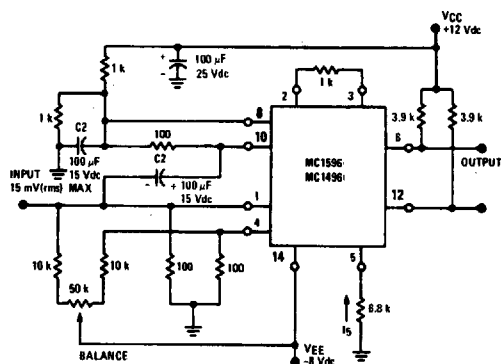 VCC
+12 Vdc
+
-
100 μF
25 Vdc
1 k
1 k
2
1 k
3
3.9 k
3.9 k
C2
100 μF
15 Vdc
100
8
10
6
MC1596
MC1496
OUTPUT
INPUT
15 mV(rms) MAX
C2
- + 100 μF
15 Vdc
1
12
4
14
5
10 k
10 k
100
100
50 k
BALANCE
VEE
-8 Vdc
I5
6.8 k